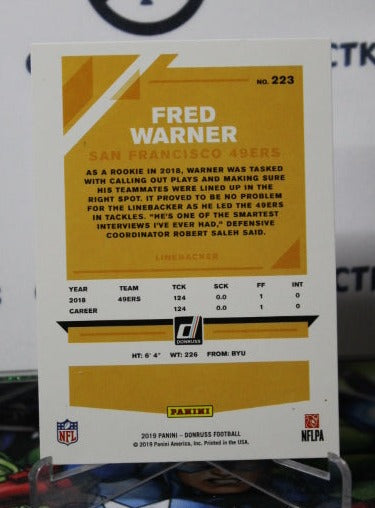 CTK
NO. 223
FRED
WARNER
SAN FRANCISCO 49ERS
AS A ROOKIE IN 2018, WARNER WAS TASKED
WITH CALLING OUT PLAYS AND MAKING SURE
HIS TEAMMATES WERE LINED UP IN THE
RIGHT SPOT. IT PROVED TO BE NO PROBLEM
FOR THE LINEBACKER AS HE LED THE 49ERS
IN TACKLES. "HE'S ONE OF THE SMARTEST
INTERVIEWS I'VE EVER HAD," DEFENSIVE
COORDINATOR ROBERT SALEH SAID.
LINEBACKER
YEAR TEAM TCK SCK FF INT
2018 49ERS 124 0.0 1 0
CAREER 124 0.0 1 0
DONRUSS
HT: 6' 4" WT: 226 FROM: BYU
PANINI
NFL
NFLPA
2019 PANINI - DONRUSS FOOTBALL
© 2019 Panini America, Inc. Printed in the USA.